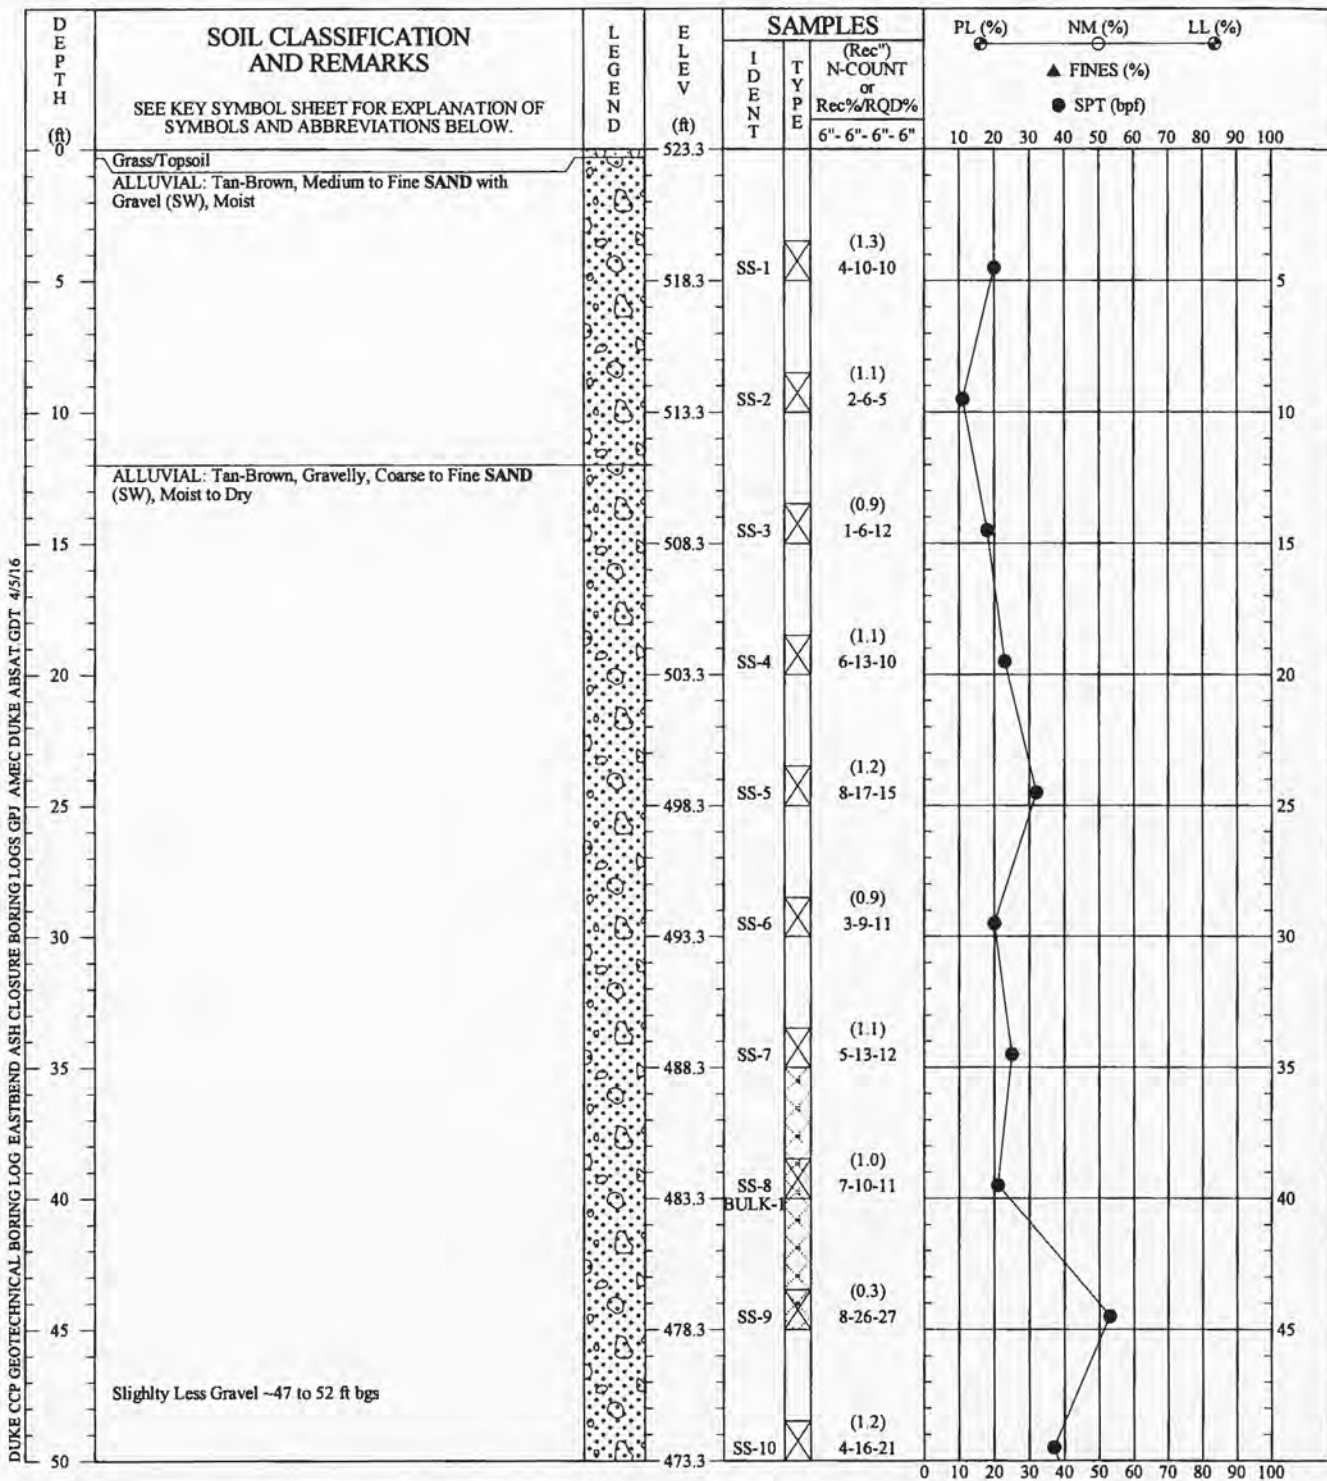 DEPTH
(ft)
SOIL CLASSIFICATION
AND REMARKS
SEE KEY SYMBOL SHEET FOR EXPLANATION OF
SYMBOLS AND ABBREVIATIONS BELOW.
LEGEND
ELEV
(ft)
SAMPLES
IDENT
TYPE
(Rec")
N-COUNT
or
Rec%/RQD%
6"- 6"- 6"- 6"
PL (%) NM (%) LL (%)
▲ FINES (%)
● SPT (bpf)
10 20 30 40 50 60 70 80 90 100
0
Grass/Topsoil
523.3
ALLUVIAL: Tan-Brown, Medium to Fine SAND with
Gravel (SW), Moist
(1.3)
SS-1 4-10-10
5 518.3 5
(1.1)
SS-2 2-6-5
10 513.3 10
ALLUVIAL: Tan-Brown, Gravelly, Coarse to Fine SAND
(SW), Moist to Dry
(0.9)
SS-3 1-6-12
15 508.3 15
(1.1)
SS-4 6-13-10
20 503.3 20
(1.2)
SS-5 8-17-15
25 498.3 25
(0.9)
SS-6 3-9-11
30 493.3 30
(1.1)
SS-7 5-13-12
35 488.3 35
(1.0)
SS-8 7-10-11
40 483.3 40
BULK-1
(0.3)
SS-9 8-26-27
45 478.3 45
Slighlty Less Gravel ~47 to 52 ft bgs
(1.2)
SS-10 4-16-21
50 473.3
0 10 20 30 40 50 60 70 80 90 100
DUKE CCP GEOTECHNICAL BORING LOG EASTBEND ASH CLOSURE BORING LOGS GPJ AMEC DUKE ABSAT.GDT 4/5/16